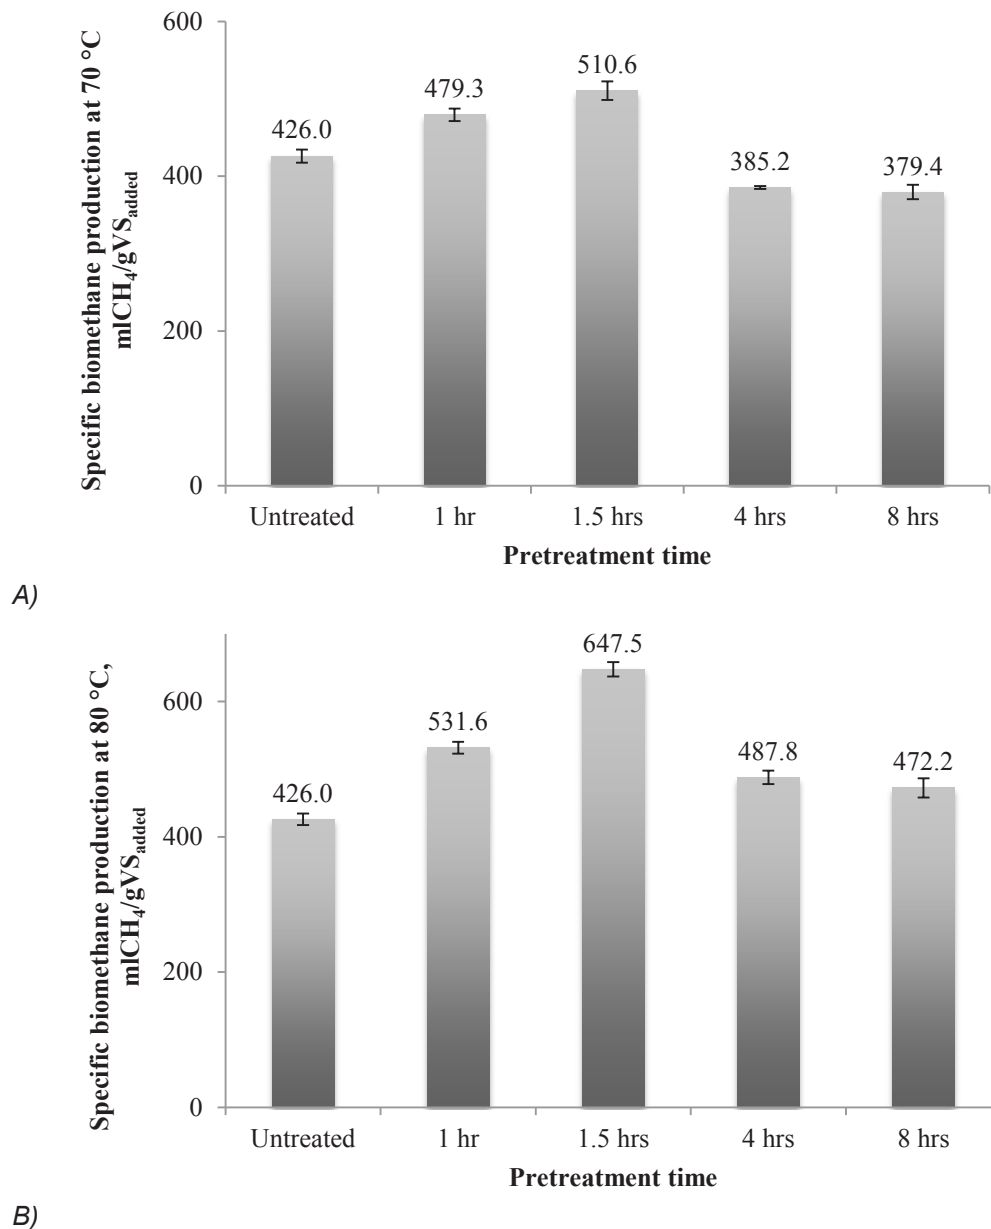 Specific biomethane production at 70 °C
mlCH₄/gVSadded
600
400
200
0
426.0
479.3
510.6
385.2
379.4
Untreated 1 hr 1.5 hrs 4 hrs 8 hrs
Pretreatment time
A)
Specific biomethane production at 80 °C,
mlCH₄/gVSadded
600
400
200
0
426.0
531.6
647.5
487.8
472.2
Untreated 1 hr 1.5 hrs 4 hrs 8 hrs
Pretreatment time
B)